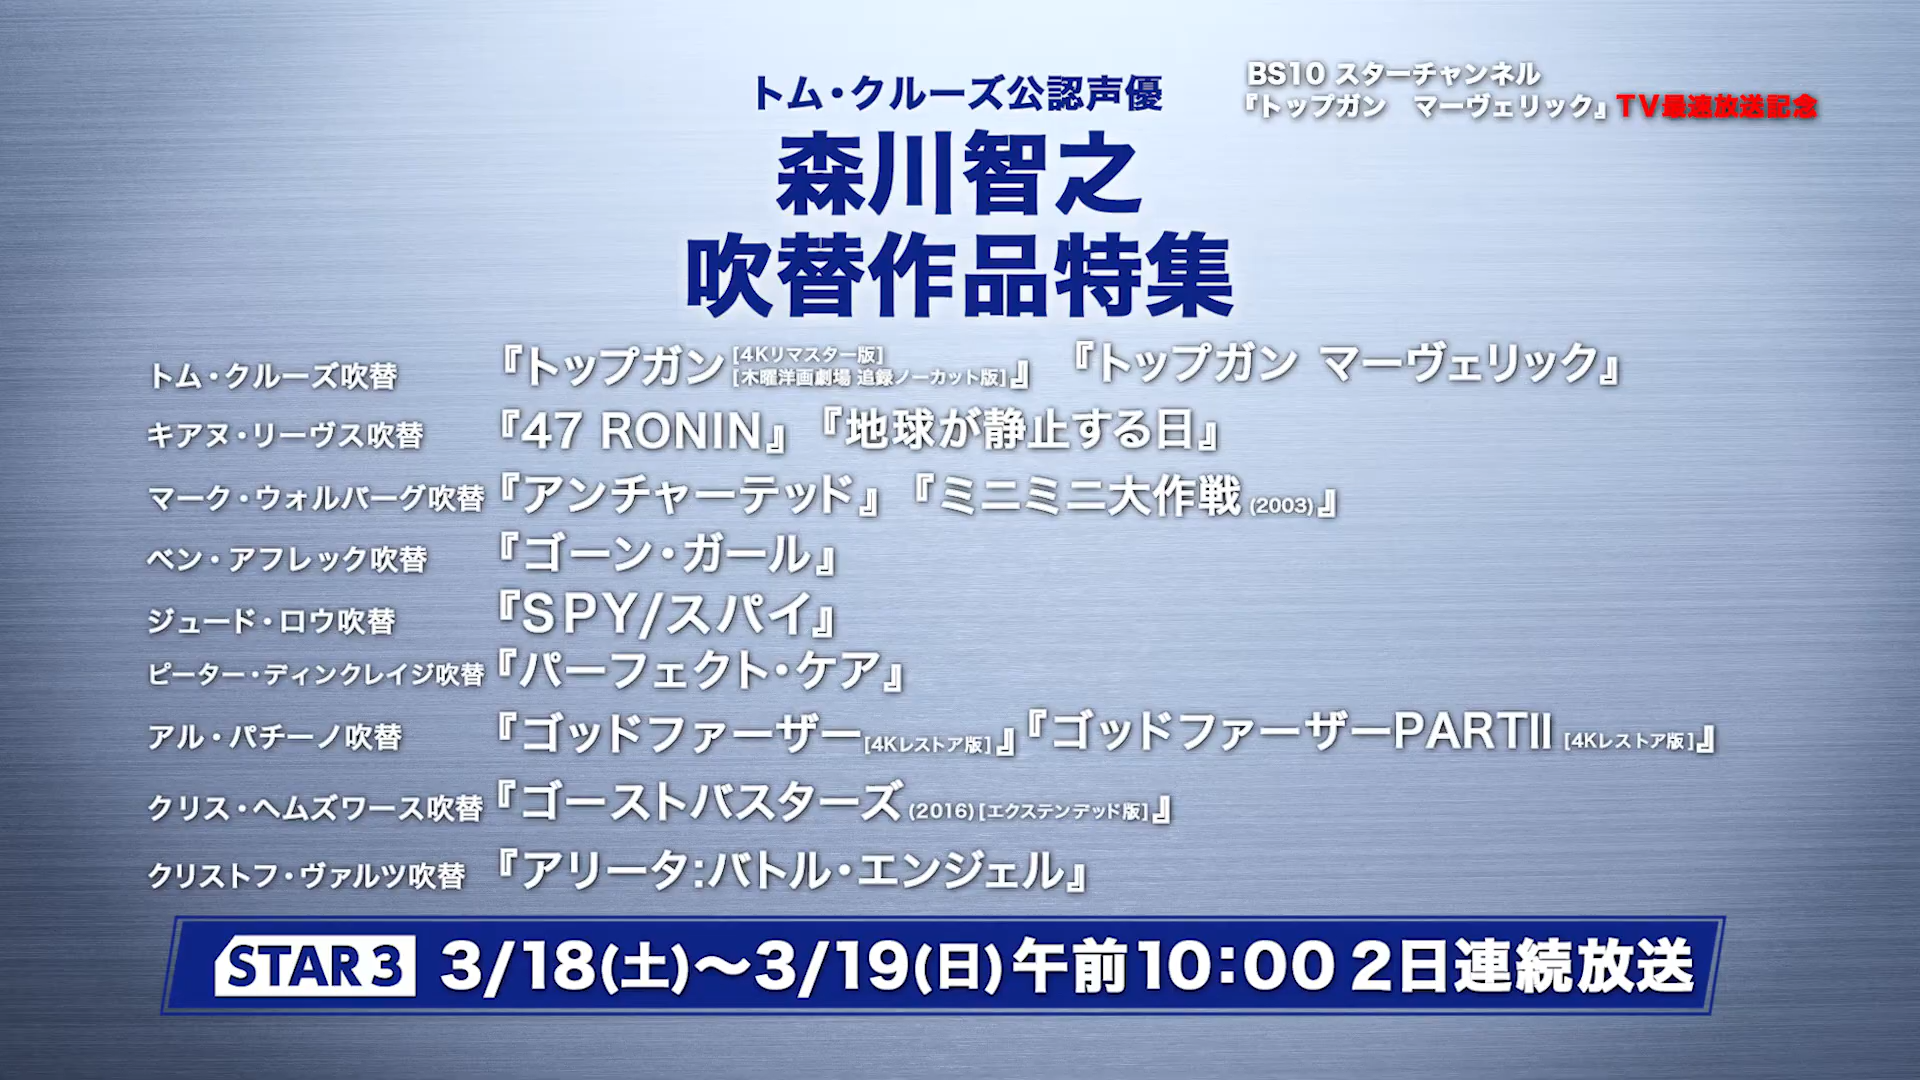 BS10 スターチャンネル
『トップガン　マーヴェリック』TV最速放送記念
トム・クルーズ公認声優
森川智之
吹替作品特集
トム・クルーズ吹替 『トップガン[4Kリマスター版][木曜洋画劇場 追録ノーカット版]』 『トップガン マーヴェリック』
キアヌ・リーヴス吹替 『47 RONIN』『地球が静止する日』
マーク・ウォルバーグ吹替『アンチャーテッド』『ミニミニ大作戦(2003)』
ベン・アフレック吹替 『ゴーン・ガール』
ジュード・ロウ吹替 『SPY/スパイ』
ピーター・ディンクレイジ吹替『パーフェクト・ケア』
アル・パチーノ吹替 『ゴッドファーザー[4Kレストア版]』『ゴッドファーザーPARTII [4Kレストア版]』
クリス・ヘムズワース吹替『ゴーストバスターズ(2016)[エクステンデッド版]』
クリストフ・ヴァルツ吹替 『アリータ:バトル・エンジェル』
STAR3 3/18(土)～3/19(日)午前10:00 2日連続放送